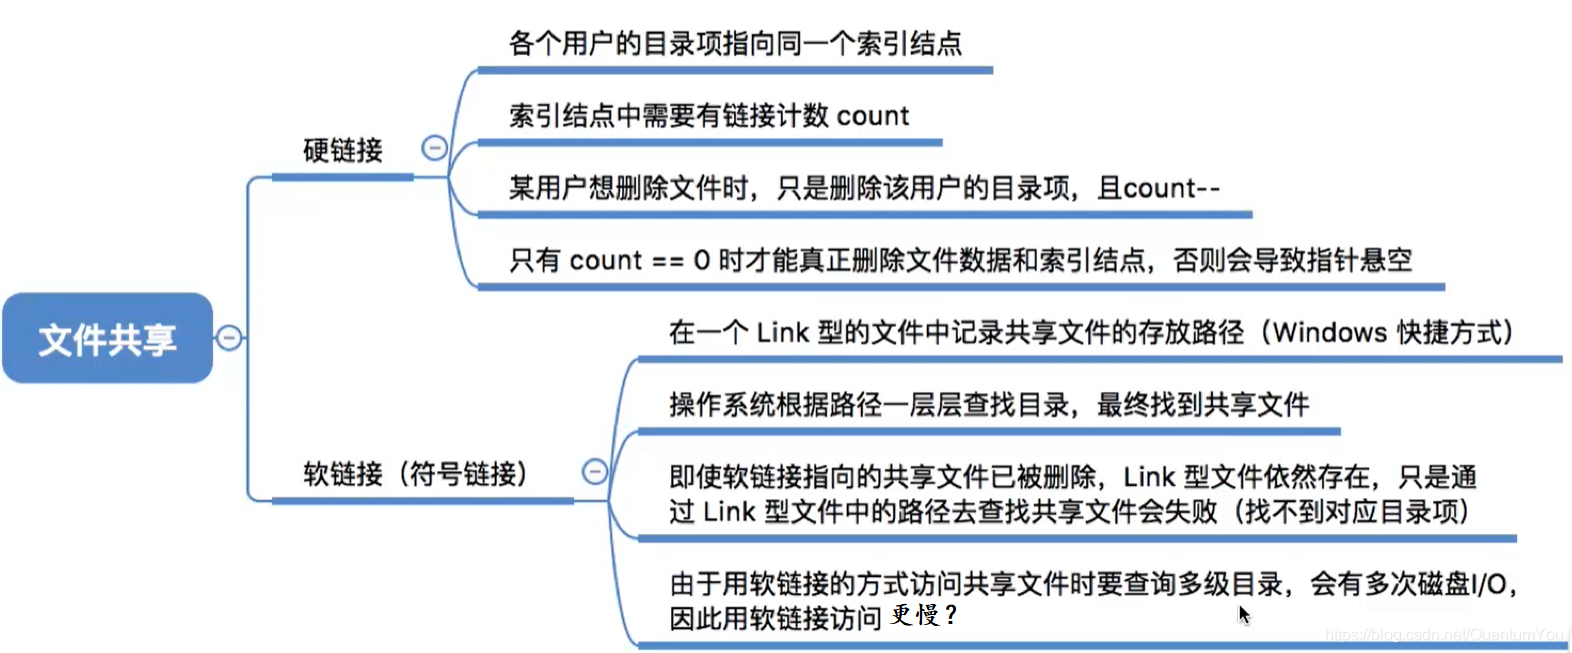 各个用户的目录项指向同一个索引结点
索引结点中需要有链接计数 count
硬链接
某用户想删除文件时，只是删除该用户的目录项，且count--
只有 count == 0 时才能真正删除文件数据和索引结点，否则会导致指针悬空
文件共享
在一个 Link 型的文件中记录共享文件的存放路径（Windows 快捷方式）
操作系统根据路径一层层查找目录，最终找到共享文件
软链接（符号链接）
即使软链接指向的共享文件已被删除，Link 型文件依然存在，只是通
过 Link 型文件中的路径去查找共享文件会失败（找不到对应目录项）
由于用软链接的方式访问共享文件时要查询多级目录，会有多次磁盘I/O，
因此用软链接访问 更慢？
https://blog.csdn.net/QuantumYou